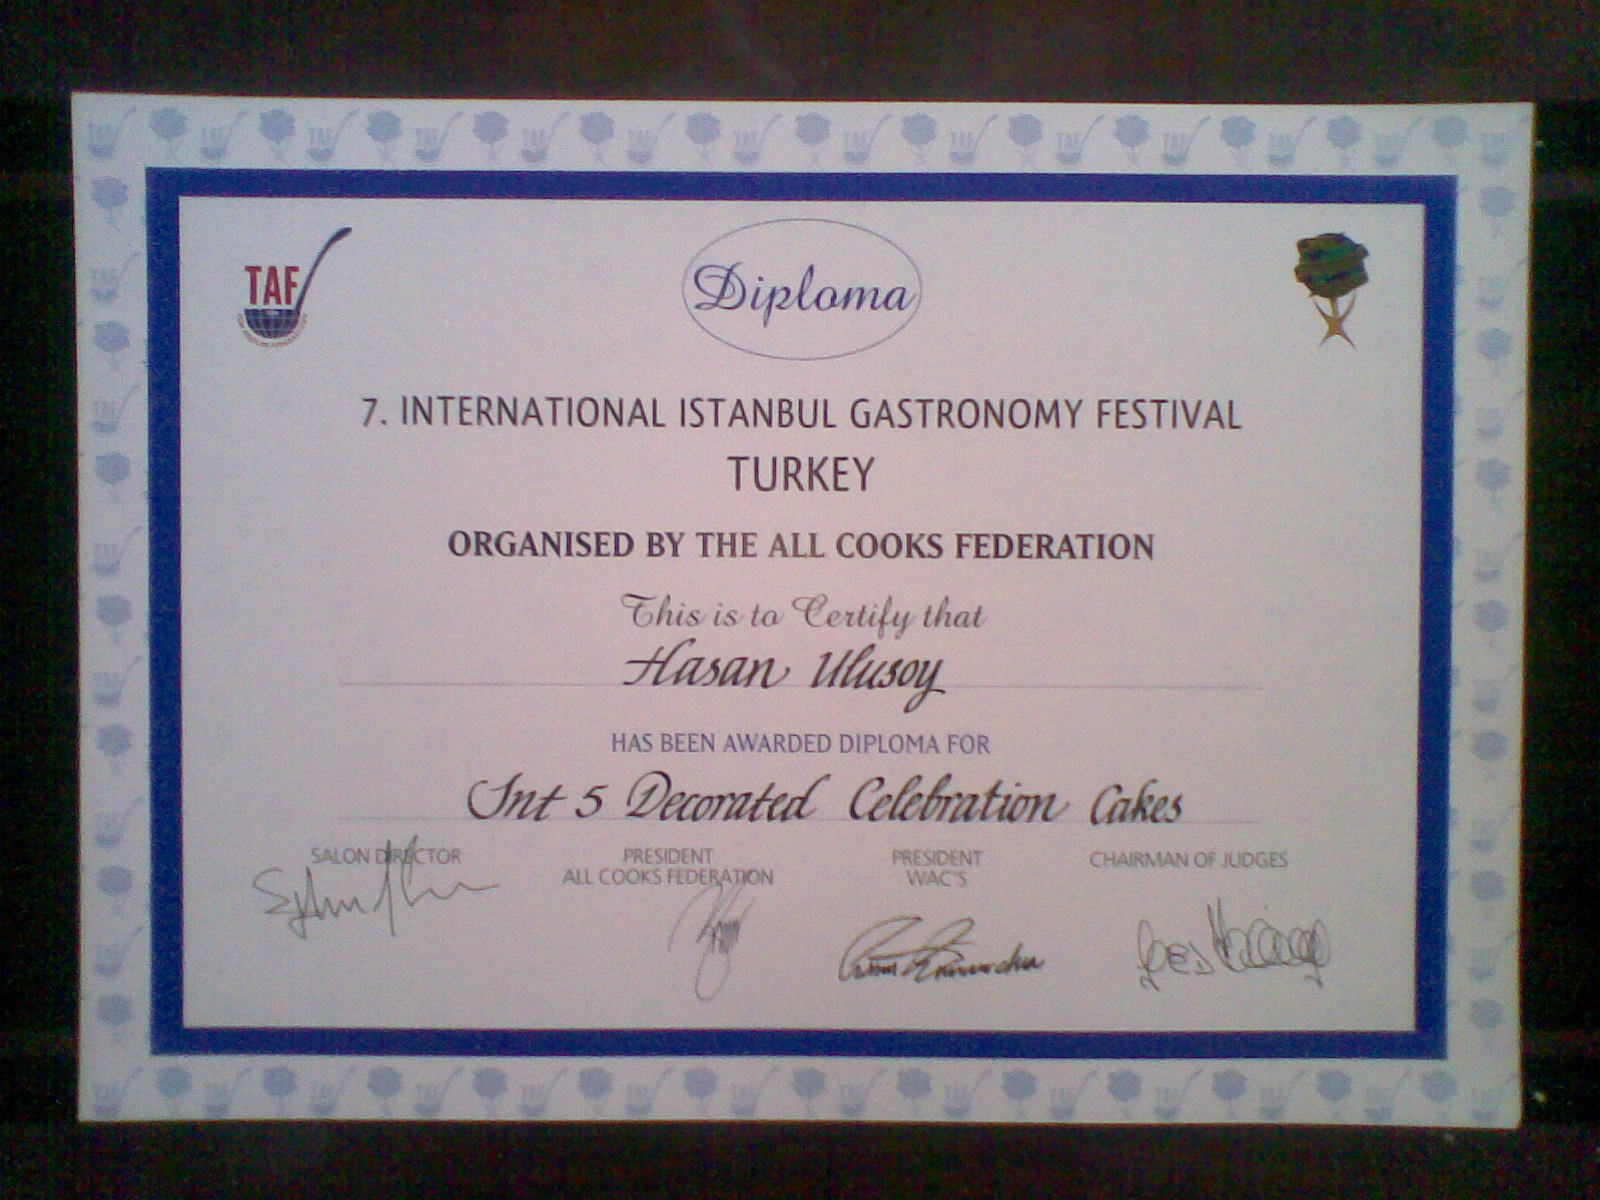 TAF
Diploma
7. INTERNATIONAL ISTANBUL GASTRONOMY FESTIVAL
TURKEY
ORGANISED BY THE ALL COOKS FEDERATION
This is to Certify that
Hasan Ulusoy
HAS BEEN AWARDED DIPLOMA FOR
Int 5 Decorated Celebration Cakes
SALON DIRECTOR
PRESIDENT
ALL COOKS FEDERATION
PRESIDENT
WAC'S
CHAIRMAN OF JUDGES